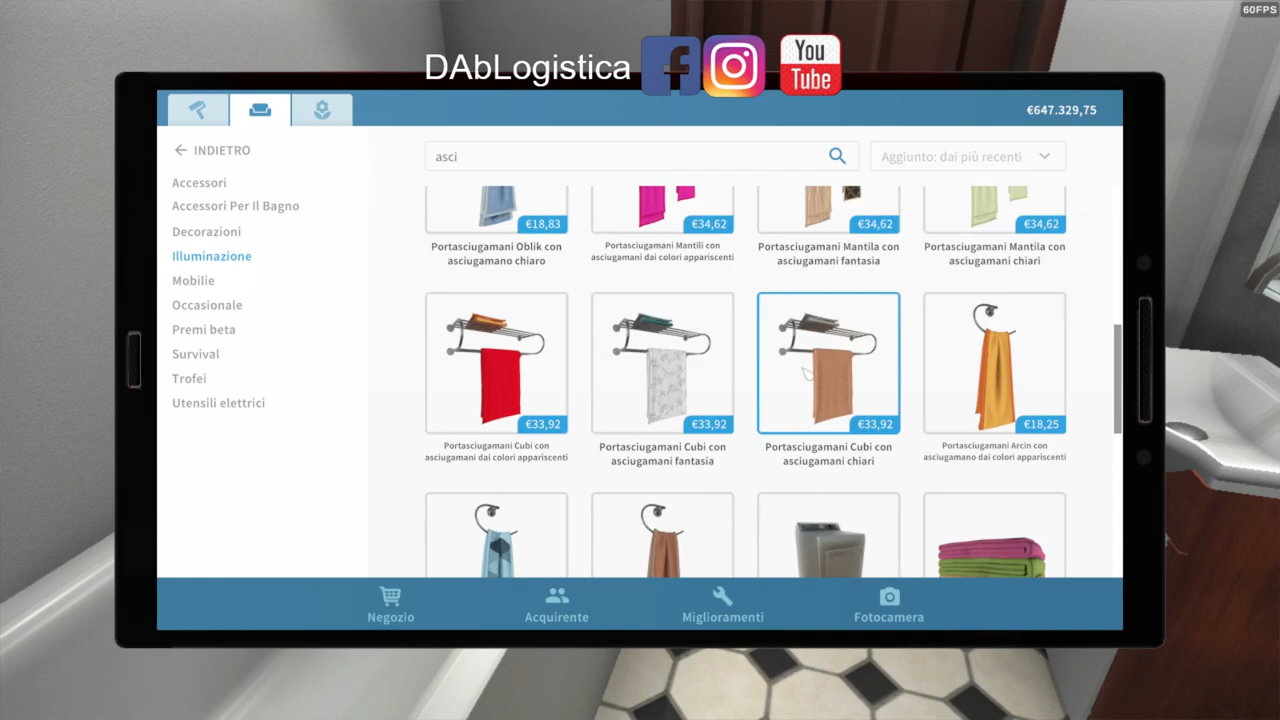 60FPS
DAbLogistica
You
Tube
€647.329,75
INDIETRO
asci
Aggiunto: dai più recenti
Accessori
Accessori Per Il Bagno
Decorazioni
Illuminazione
Mobilie
Occasionale
Premi beta
Survival
Trofei
Utensili elettrici
€18,83
€34,62
€34,62
€34,62
Portasciugamani Oblik con
asciugamano chiaro
Portasciugamani Mantili con
asciugamani dai colori appariscenti
Portasciugamani Mantila con
asciugamani fantasia
Portasciugamani Mantila con
asciugamani chiari
€33,92
€33,92
€33,92
€18,25
Portasciugamani Cubi con
asciugamani dai colori appariscenti
Portasciugamani Cubi con
asciugamani fantasia
Portasciugamani Cubi con
asciugamani chiari
Portasciugamani Arcin con
asciugamano dai colori appariscenti
Negozio
Acquirente
Miglioramenti
Fotocamera